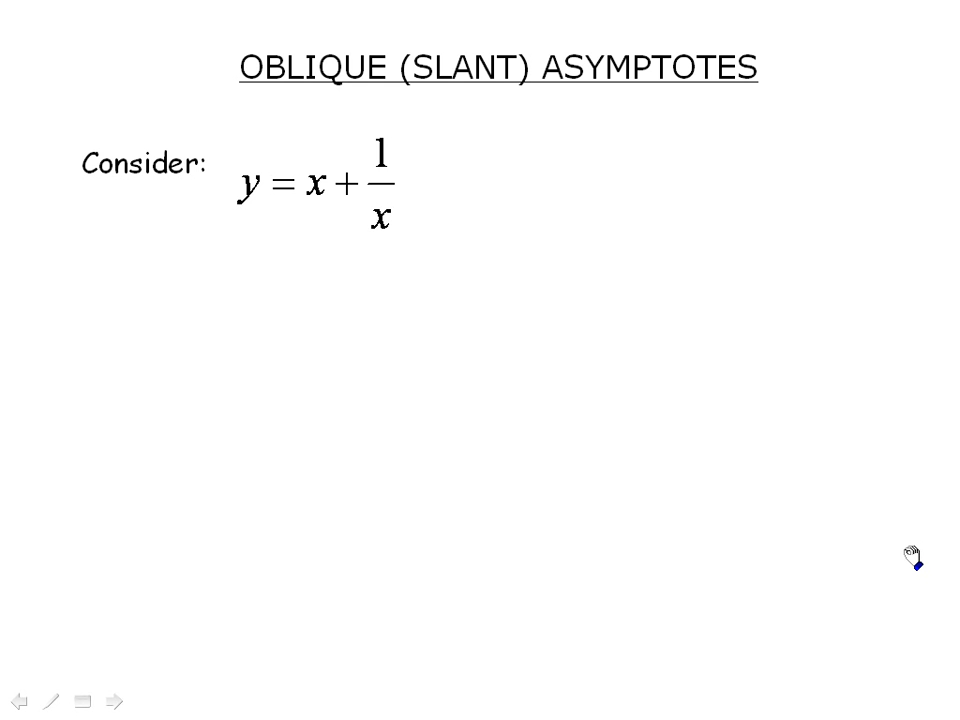 OBLIQUE (SLANT) ASYMPTOTES
Consider: y = x + 1/x